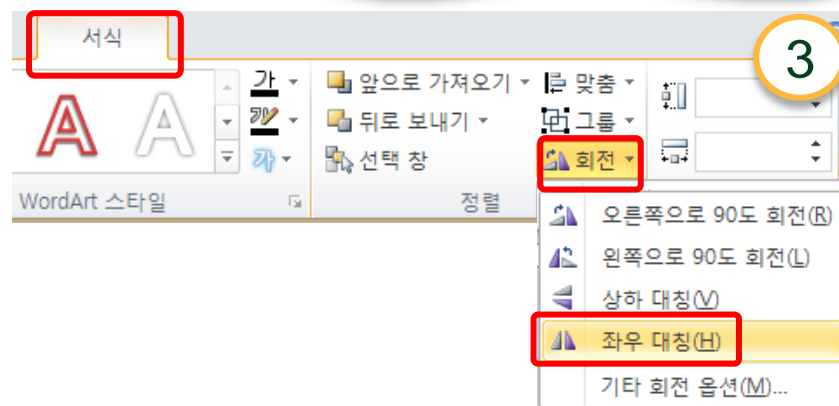 서식
3
가
앞으로 가져오기
맞춤
A A
가
뒤로 보내기
그룹
가
선택 창
회전
WordArt 스타일
정렬
오른쪽으로 90도 회전(R)
왼쪽으로 90도 회전(L)
상하 대칭(V)
좌우 대칭(H)
기타 회전 옵션(M)...